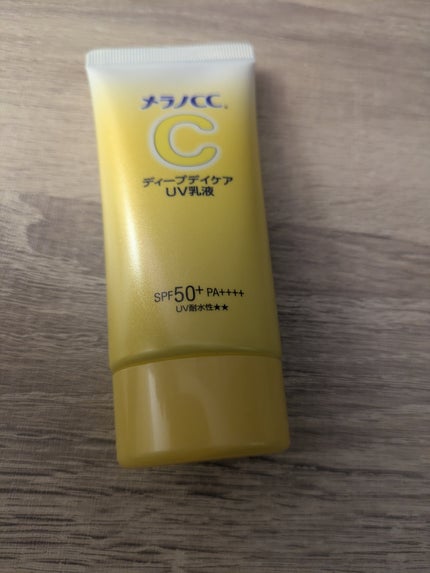 メラノCC.
C
ディープデイケア
UV乳液
SPF50+ PA++++
UV耐水性★★